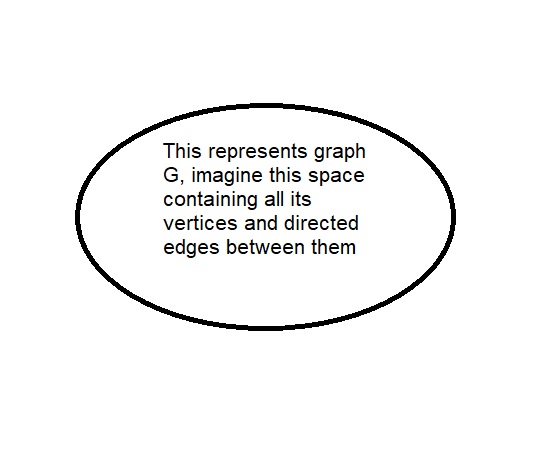 This represents graph
G, imagine this space
containing all its
vertices and directed
edges between them